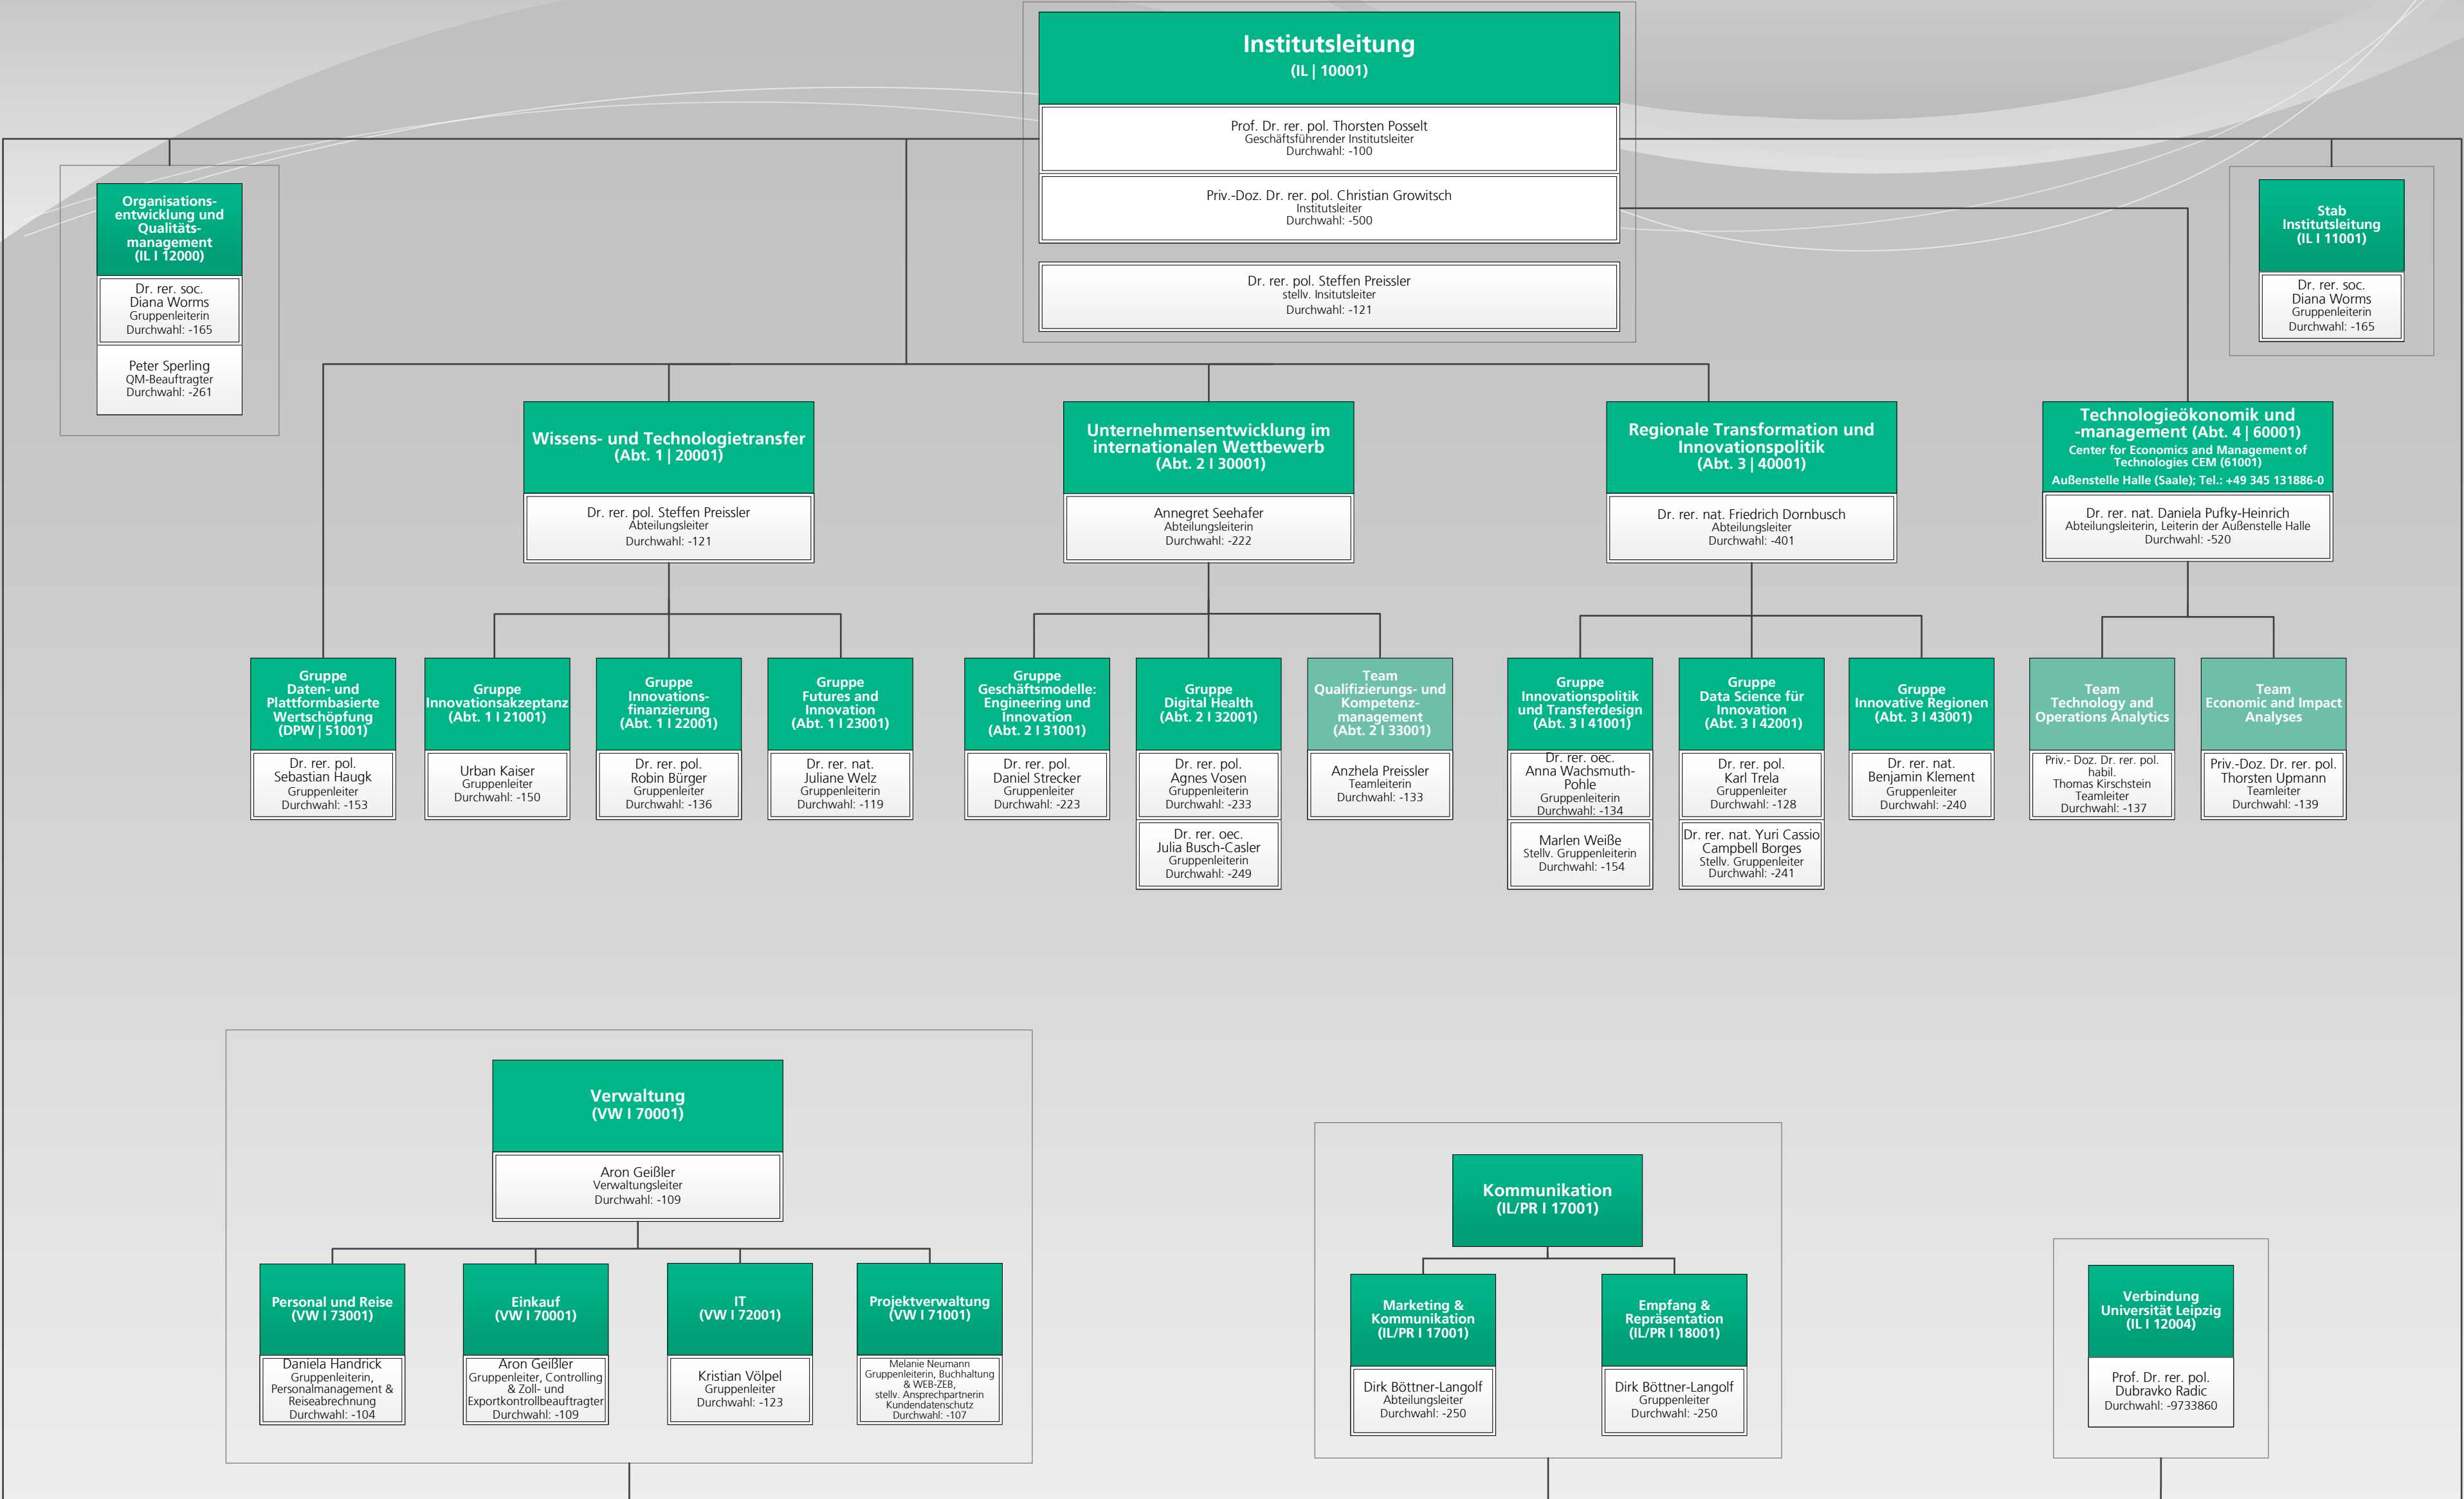 Institutsleitung
(IL | 10001)
Prof. Dr. rer. pol. Thorsten Posselt
Geschäftsführender Institutsleiter
Durchwahl: -100
Priv.-Doz. Dr. rer. pol. Christian Growitsch
Institutsleiter
Durchwahl: -500
Dr. rer. pol. Steffen Preissler
stellv. Insitutsleiter
Durchwahl: -121
Organisations-
entwicklung und
Qualitäts-
management
(IL I 12000)
Dr. rer. soc.
Diana Worms
Gruppenleiterin
Durchwahl: -165
Peter Sperling
QM-Beauftragter
Durchwahl: -261
Stab
Institutsleitung
(IL I 11001)
Dr. rer. soc.
Diana Worms
Gruppenleiterin
Durchwahl: -165
Wissens- und Technologietransfer
(Abt. 1 | 20001)
Dr. rer. pol. Steffen Preissler
Abteilungsleiter
Durchwahl: -121
Unternehmensentwicklung im
internationalen Wettbewerb
(Abt. 2 I 30001)
Annegret Seehafer
Abteilungsleiterin
Durchwahl: -222
Regionale Transformation und
Innovationspolitik
(Abt. 3 | 40001)
Dr. rer. nat. Friedrich Dornbusch
Abteilungsleiter
Durchwahl: -401
Technologieökonomik und
-management (Abt. 4 | 60001)
Center for Economics and Management of
Technologies CEM (61001)
Außenstelle Halle (Saale); Tel.: +49 345 131886-0
Dr. rer. nat. Daniela Pufky-Heinrich
Abteilungsleiterin, Leiterin der Außenstelle Halle
Durchwahl: -520
Gruppe
Daten- und
Plattformbasierte
Wertschöpfung
(DPW | 51001)
Dr. rer. pol.
Sebastian Haugk
Gruppenleiter
Durchwahl: -153
Gruppe
Innovationsakzeptanz
(Abt. 1 I 21001)
Urban Kaiser
Gruppenleiter
Durchwahl: -150
Gruppe
Innovations-
finanzierung
(Abt. 1 I 22001)
Dr. rer. pol.
Robin Bürger
Gruppenleiter
Durchwahl: -136
Gruppe
Futures and
Innovation
(Abt. 1 I 23001)
Dr. rer. nat.
Juliane Welz
Gruppenleiterin
Durchwahl: -119
Gruppe
Geschäftsmodelle:
Engineering und
Innovation
(Abt. 2 I 31001)
Dr. rer. pol.
Daniel Strecker
Gruppenleiter
Durchwahl: -223
Gruppe
Digital Health
(Abt. 2 I 32001)
Dr. rer. pol.
Agnes Vosen
Gruppenleiterin
Durchwahl: -233
Dr. rer. oec.
Julia Busch-Casler
Gruppenleiterin
Durchwahl: -249
Team
Qualifizierungs- und
Kompetenz-
management
(Abt. 2 I 33001)
Anzhela Preissler
Teamleiterin
Durchwahl: -133
Gruppe
Innovationspolitik
und Transferdesign
(Abt. 3 I 41001)
Dr. rer. oec.
Anna Wachsmuth-
Pohle
Gruppenleiterin
Durchwahl: -134
Marlen Weiße
Stellv. Gruppenleiterin
Durchwahl: -154
Gruppe
Data Science für
Innovation
(Abt. 3 I 42001)
Dr. rer. pol.
Karl Trela
Gruppenleiter
Durchwahl: -128
Dr. rer. nat. Yuri Cassio
Campbell Borges
Stellv. Gruppenleiter
Durchwahl: -241
Gruppe
Innovative Regionen
(Abt. 3 I 43001)
Dr. rer. nat.
Benjamin Klement
Gruppenleiter
Durchwahl: -240
Team
Technology and
Operations Analytics
Priv.- Doz. Dr. rer. pol.
habil.
Thomas Kirschstein
Teamleiter
Durchwahl: -137
Team
Economic and Impact
Analyses
Priv.-Doz. Dr. rer. pol.
Thorsten Upmann
Teamleiter
Durchwahl: -139
Verwaltung
(VW I 70001)
Aron Geißler
Verwaltungsleiter
Durchwahl: -109
Personal und Reise
(VW I 73001)
Daniela Handrick
Gruppenleiterin,
Personalmanagement &
Reiseabrechnung
Durchwahl: -104
Einkauf
(VW I 70001)
Aron Geißler
Gruppenleiter, Controlling
& Zoll- und
Exportkontrollbeauftragter
Durchwahl: -109
IT
(VW I 72001)
Kristian Völpel
Gruppenleiter
Durchwahl: -123
Projektverwaltung
(VW I 71001)
Melanie Neumann
Gruppenleiterin, Buchhaltung
& WEB-ZEB,
stellv. Ansprechpartnerin
Kundendatenschutz
Durchwahl: -107
Kommunikation
(IL/PR I 17001)
Marketing &
Kommunikation
(IL/PR I 17001)
Dirk Böttner-Langolf
Abteilungsleiter
Durchwahl: -250
Empfang &
Repräsentation
(IL/PR I 18001)
Dirk Böttner-Langolf
Gruppenleiter
Durchwahl: -250
Verbindung
Universität Leipzig
(IL I 12004)
Prof. Dr. rer. pol.
Dubravko Radic
Durchwahl: -9733860